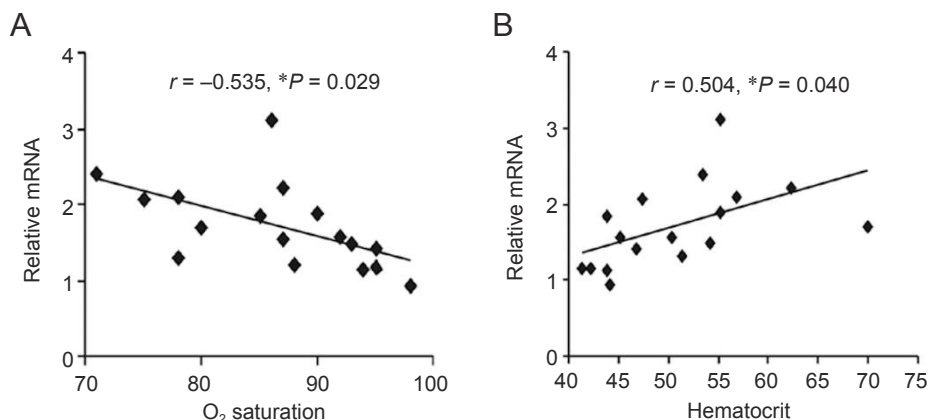 A
B
r = –0.535, *P = 0.029
r = 0.504, *P = 0.040
Relative mRNA
4
3
2
1
0
70
80
90
100
O₂ saturation
Relative mRNA
4
3
2
1
0
40
45
50
55
60
65
70
75
Hematocrit